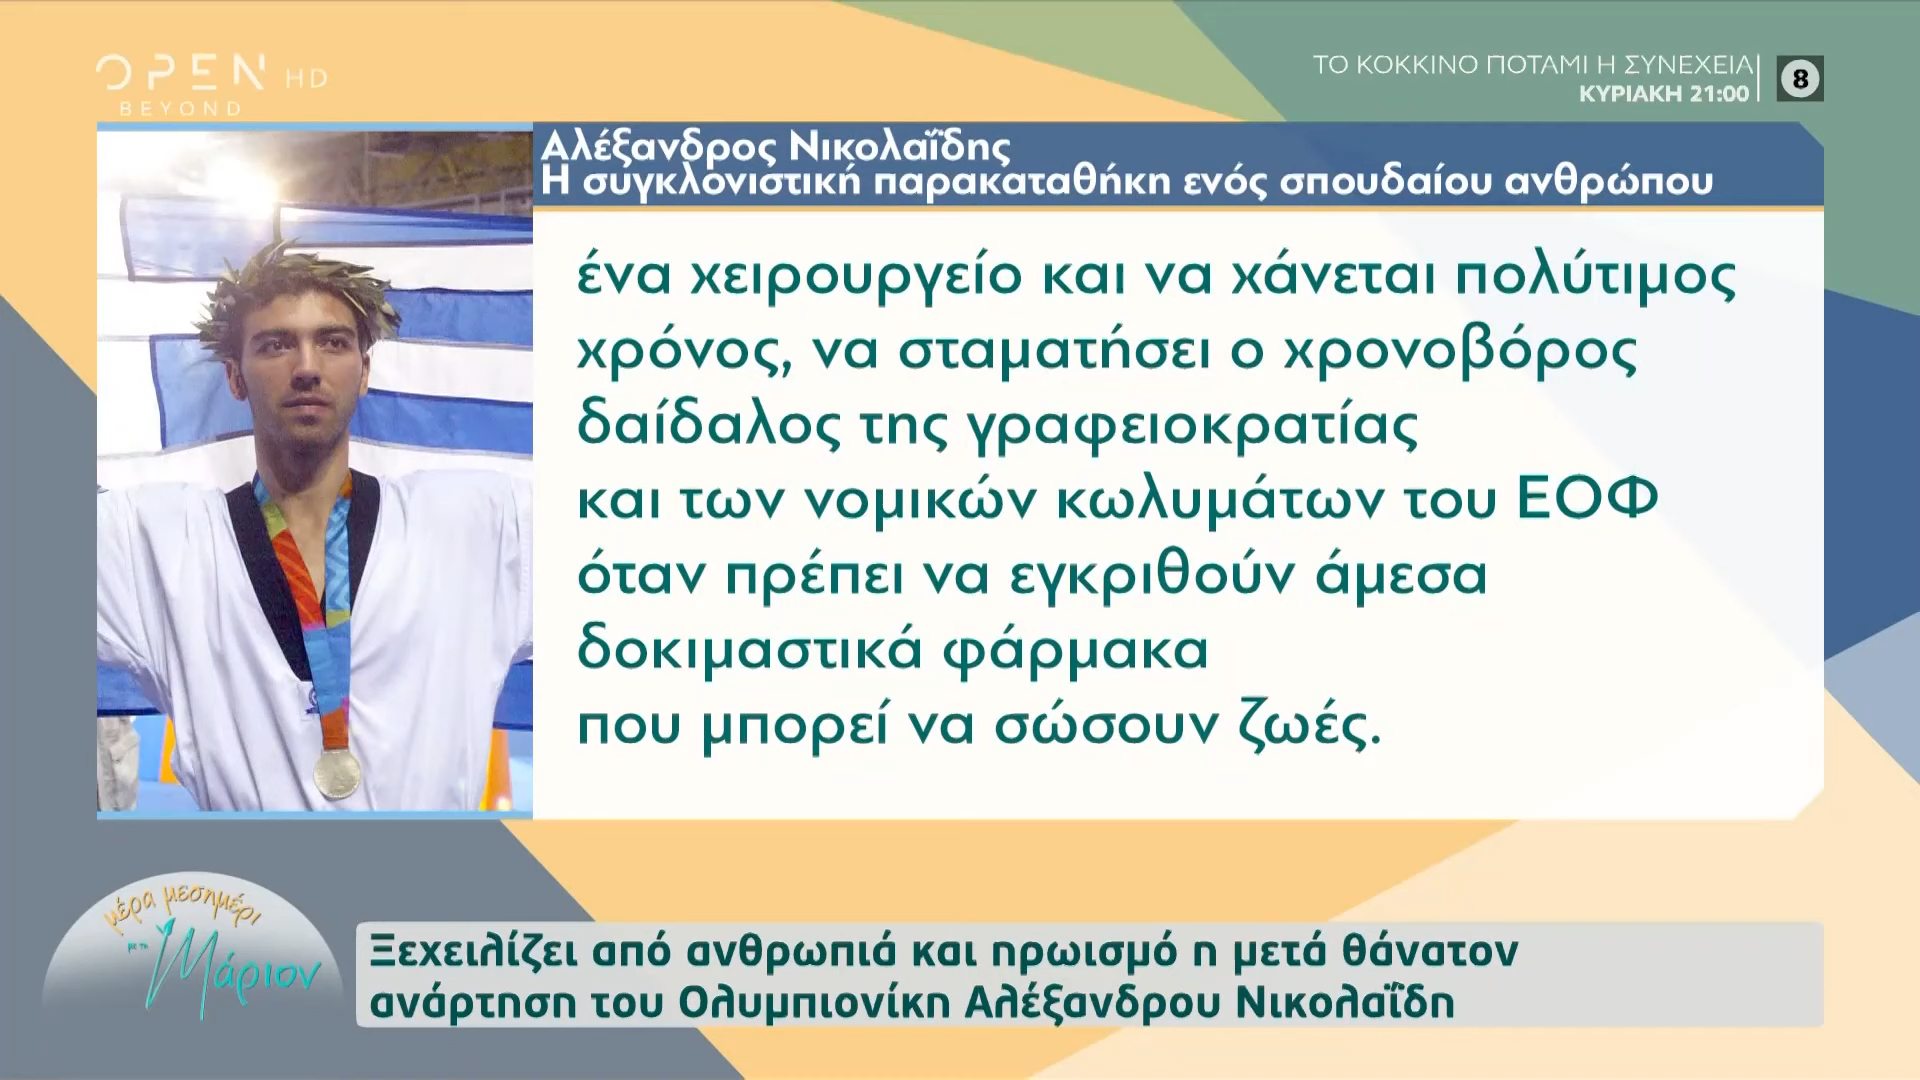 OPEN HD
BEYOND
ΤΟ ΚΟΚΚΙΝΟ ΠΟΤΑΜΙ Η ΣΥΝΕΧΕΙΑ
ΚΥΡΙΑΚΗ 21:00
8
Αλέξανδρος Νικολαΐδης
Η συγκλονιστική παρακαταθήκη ενός σπουδαίου ανθρώπου
ένα χειρουργείο και να χάνεται πολύτιμος
χρόνος, να σταματήσει ο χρονοβόρος
δαίδαλος της γραφειοκρατίας
και των νομικών κωλυμάτων του ΕΟΦ
όταν πρέπει να εγκριθούν άμεσα
δοκιμαστικά φάρμακα
που μπορεί να σώσουν ζωές.
μέρα μεσημέρι
με τη
Μάριον
Ξεχειλίζει από ανθρωπιά και ηρωισμό η μετά θάνατον
ανάρτηση του Ολυμπιονίκη Αλέξανδρου Νικολαΐδη